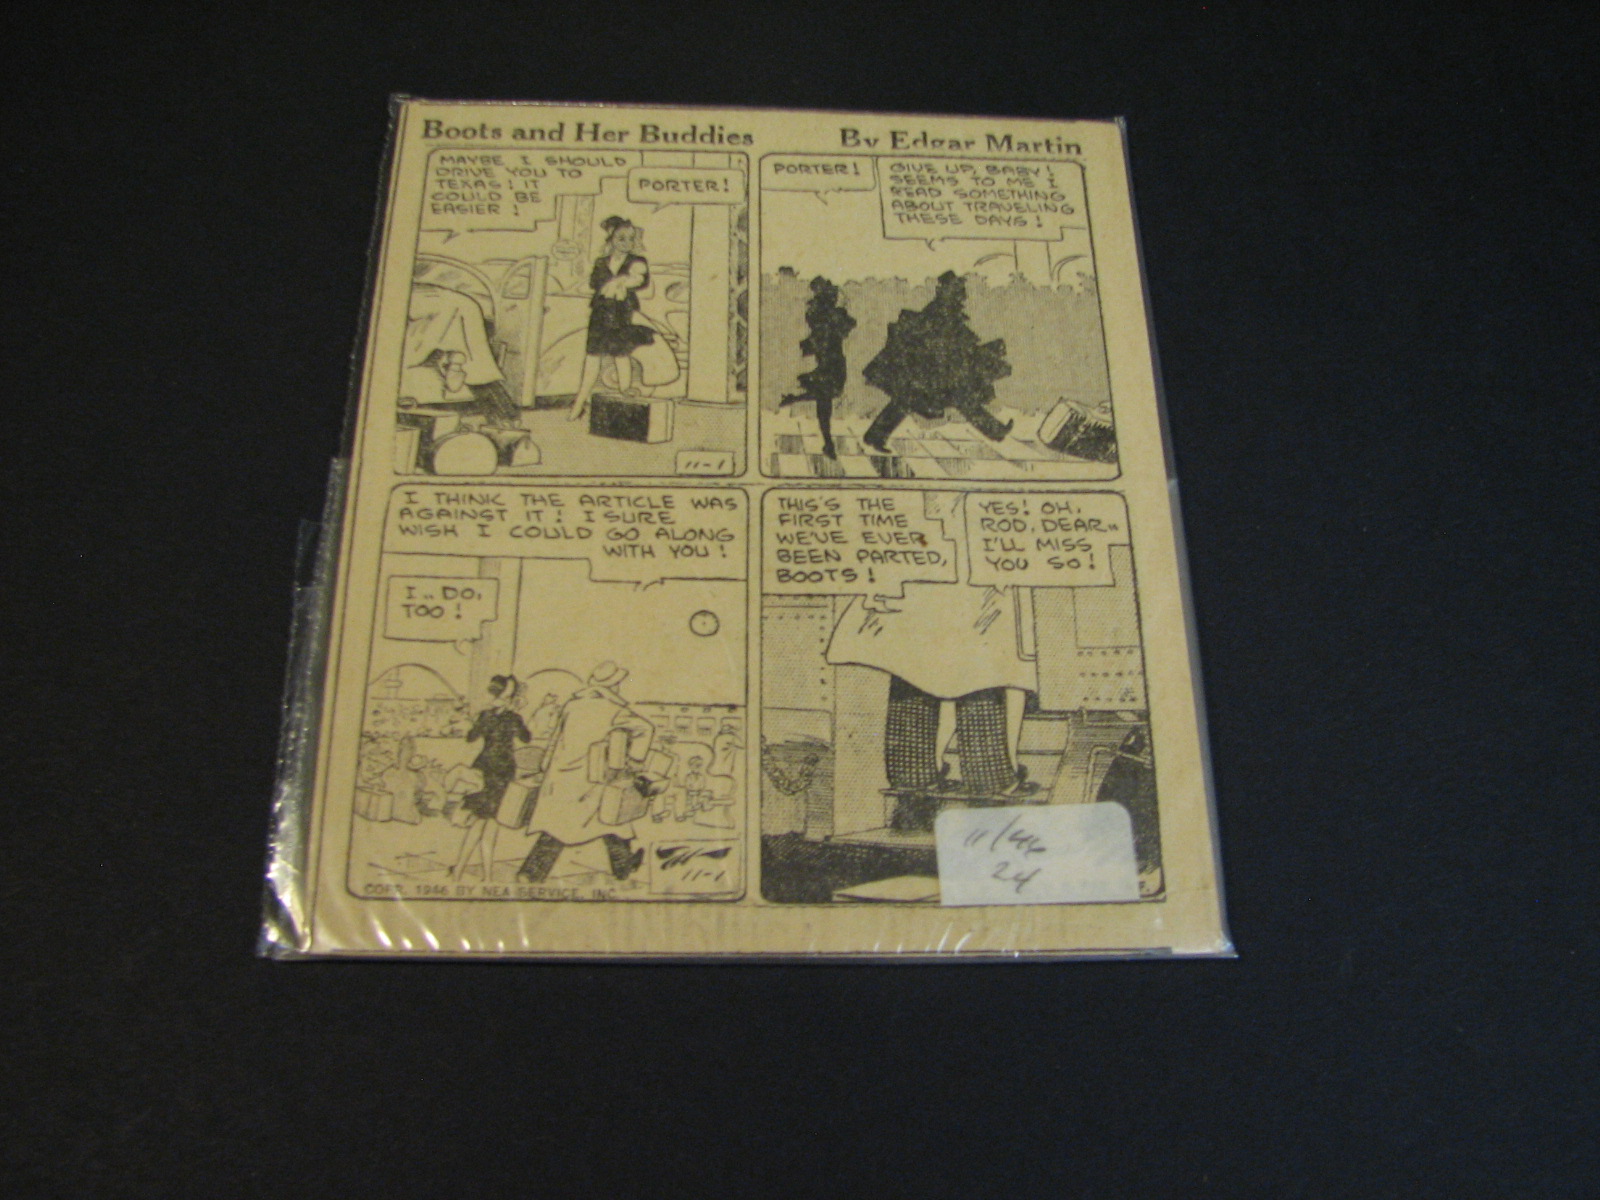 Boots and Her Buddies
By Edgar Martin
MAYBE I SHOULD
DRIVE YOU TO
TEXAS! IT
COULD BE
EASIER!
PORTER!
11-1
PORTER!
GIVE UP, BABY!
SEEMS TO ME I
READ SOMETHING
ABOUT TRAVELING
THESE DAYS!
I THINK THE ARTICLE WAS
AGAINST IT! I SURE
WISH I COULD GO ALONG
WITH YOU!
I.. DO,
TOO!
11-1
COPR. 1946 BY NEA SERVICE, INC.
THIS'S THE
FIRST TIME
WE'VE EVER
BEEN PARTED,
BOOTS!
YES! OH,
ROD, DEAR..
I'LL MISS
YOU SO!
11/46
24